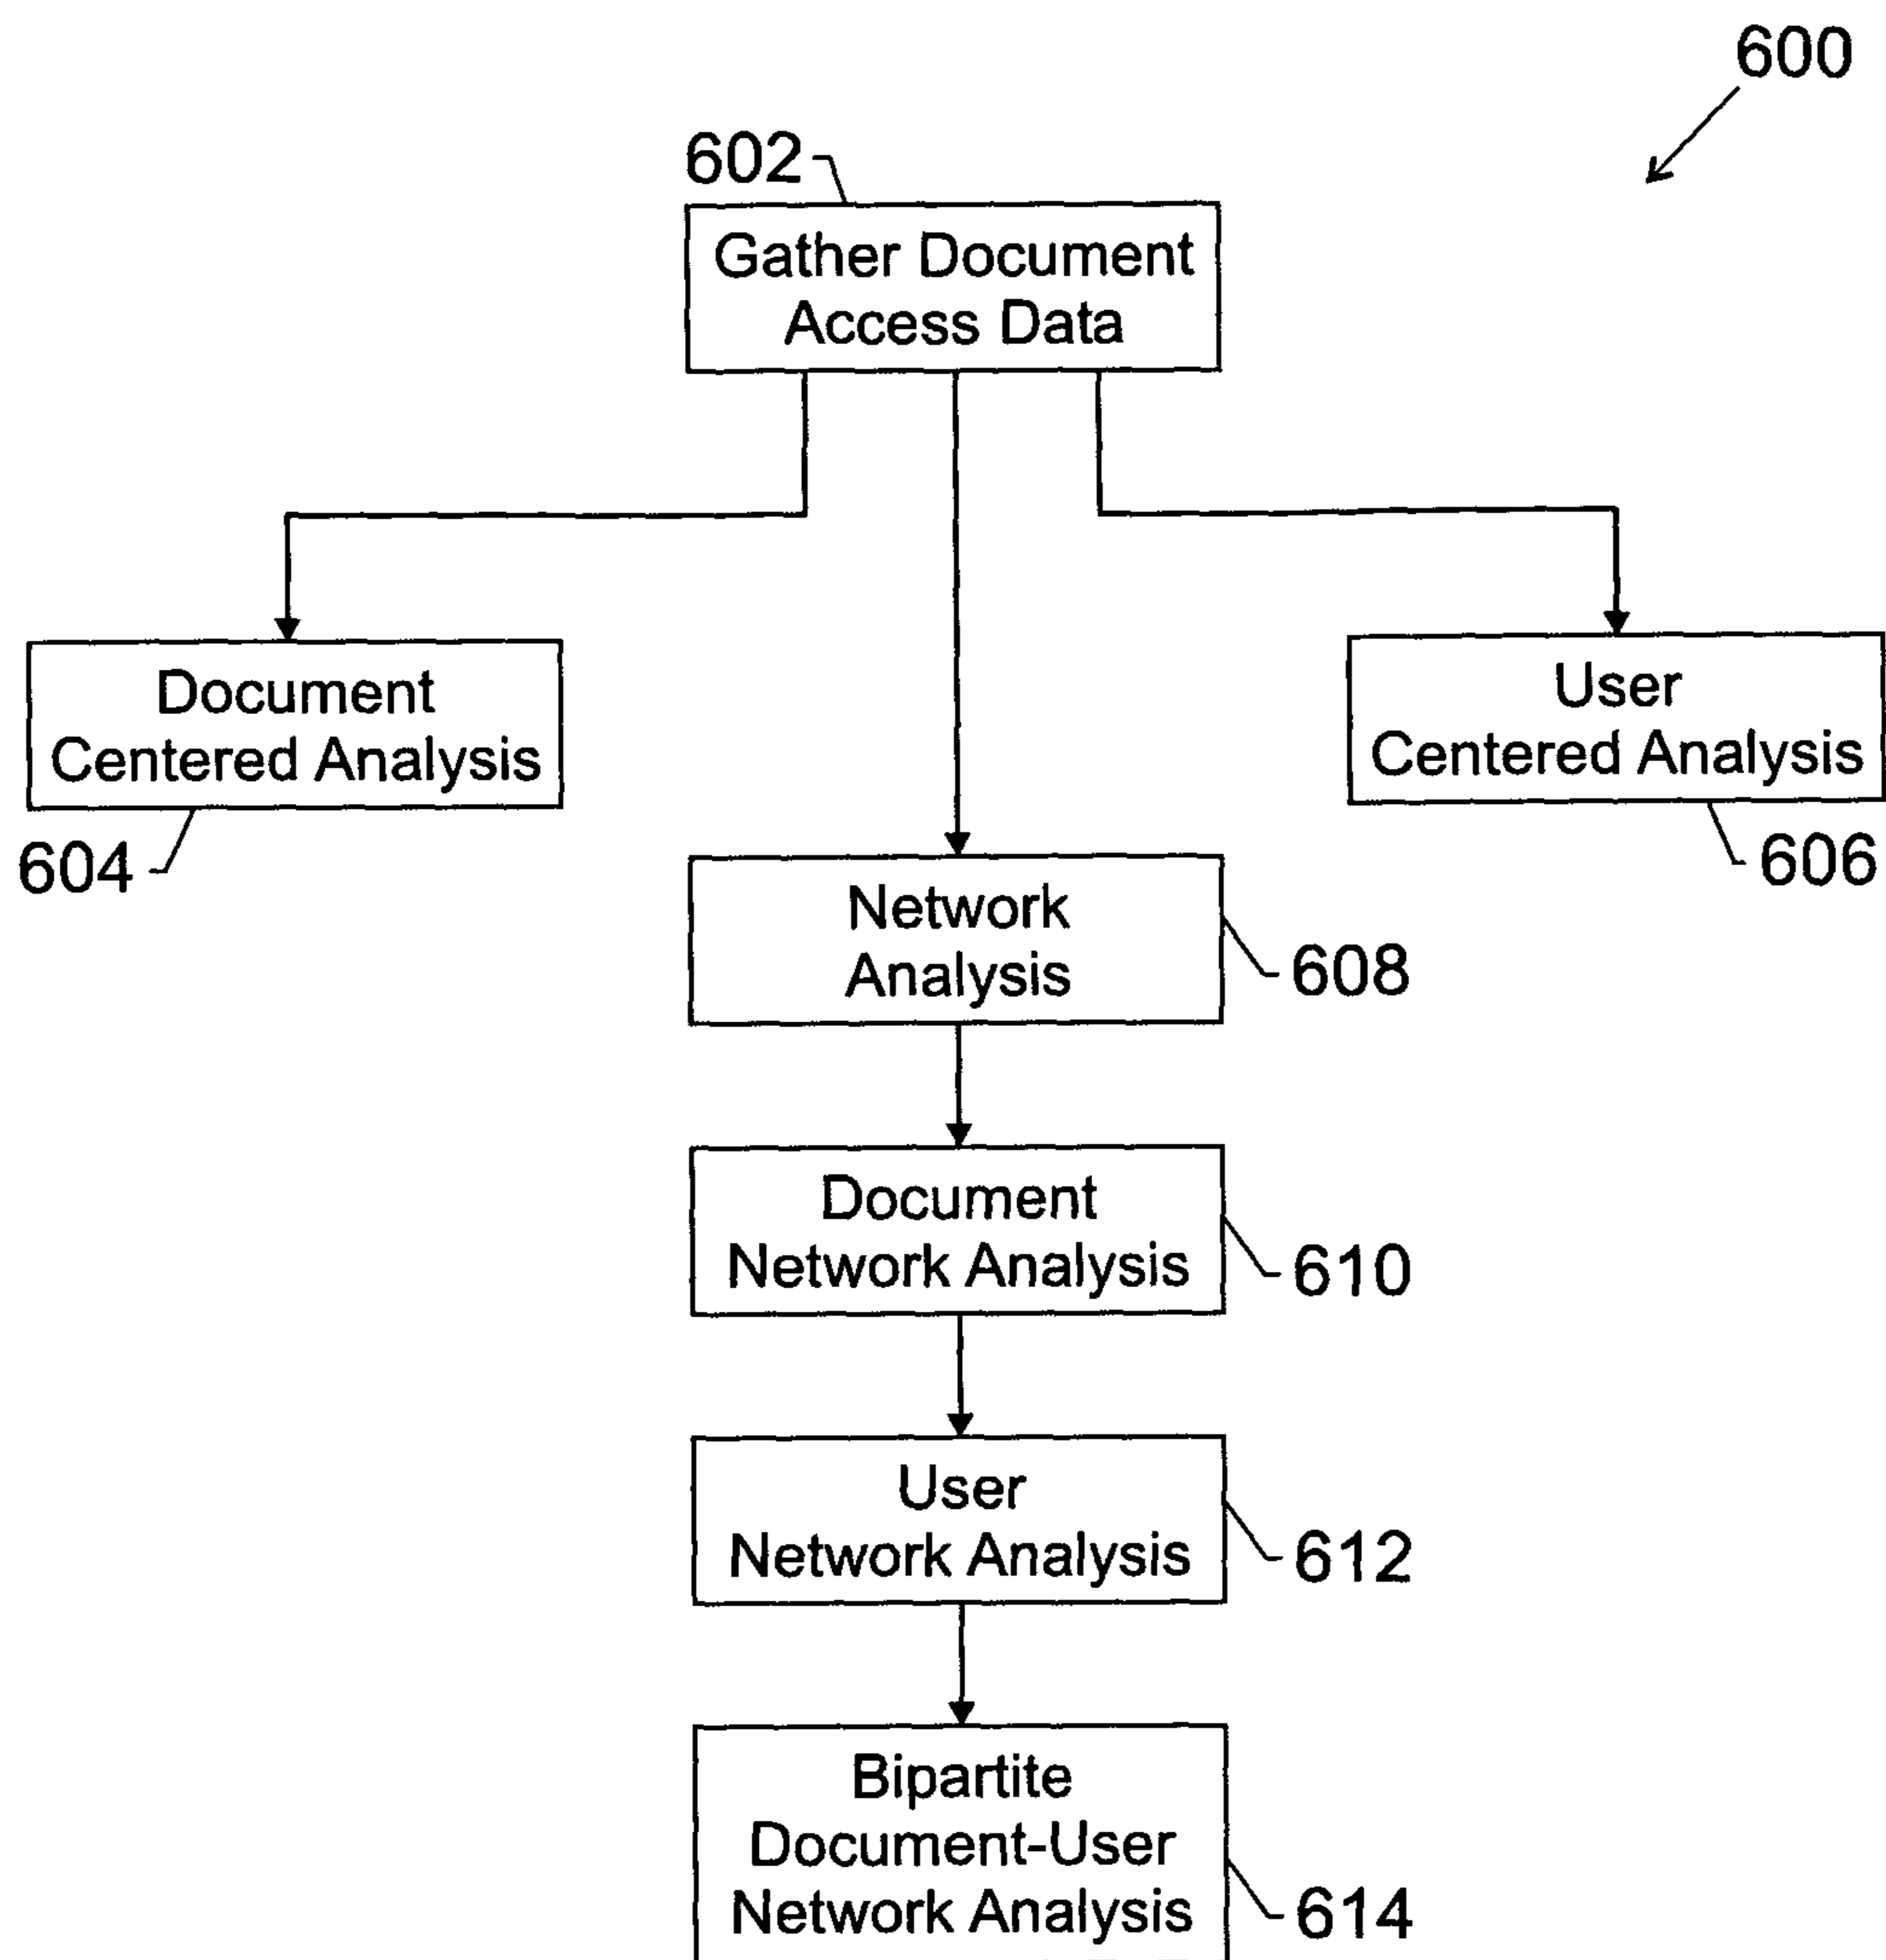 600
602
Gather Document
Access Data
Document
Centered Analysis
604
User
Centered Analysis
606
Network
Analysis
608
Document
Network Analysis
610
User
Network Analysis
612
Bipartite
Document-User
Network Analysis
614